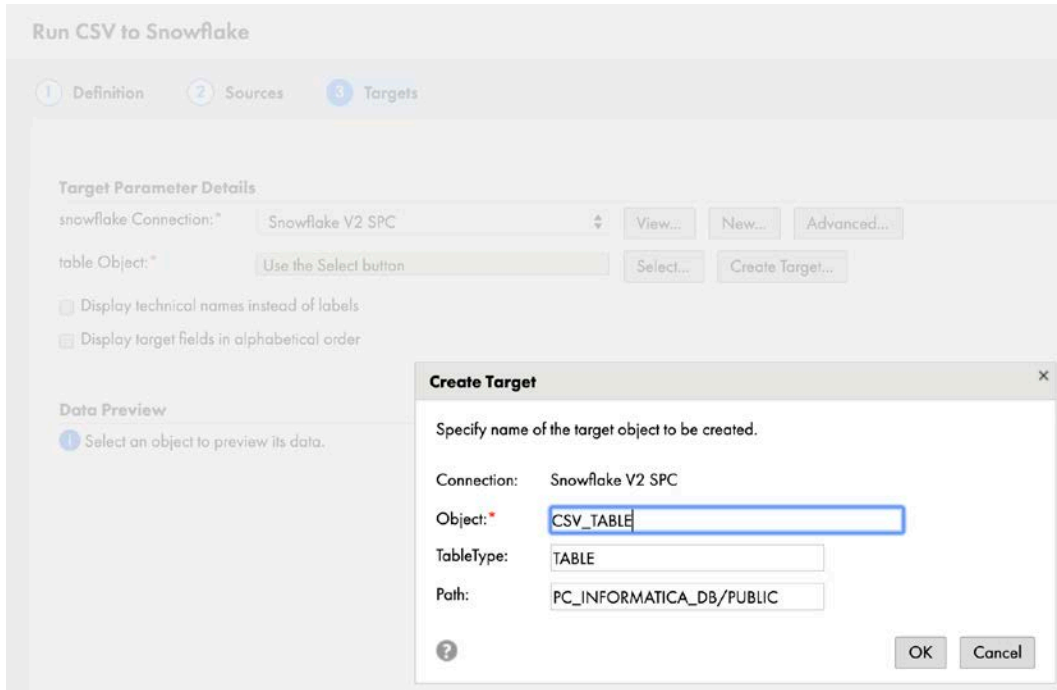 Run CSV to Snowflake
1 Definition 2 Sources 3 Targets
Target Parameter Details
snowflake Connection:* Snowflake V2 SPC View... New... Advanced...
table Object:* Use the Select button Select... Create Target...
Display technical names instead of labels
Display target fields in alphabetical order
Data Preview
i Select an object to preview its data.
Create Target ×
Specify name of the target object to be created.
Connection: Snowflake V2 SPC
Object:* CSV_TABLE
TableType: TABLE
Path: PC_INFORMATICA_DB/PUBLIC
? OK Cancel